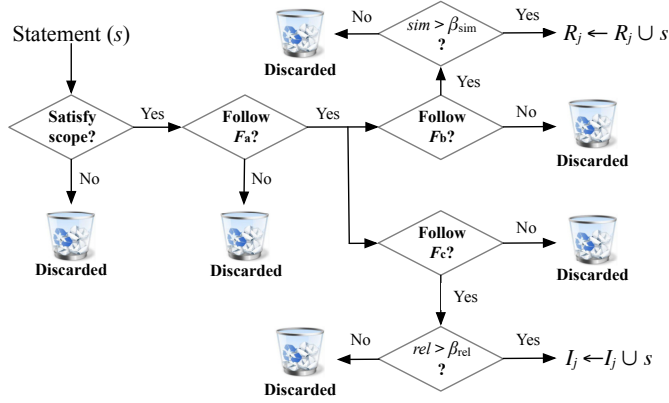 Statement (s)
Satisfy
scope?
Yes
No
Discarded
Follow
Fa?
Yes
No
Discarded
Follow
Fb?
No
Discarded
Yes
sim > βsim
?
No
Discarded
Yes
Rj ← Rj ∪ s
Follow
Fc?
No
Discarded
Yes
rel > βrel
?
No
Discarded
Yes
Ij ←Ij ∪ s